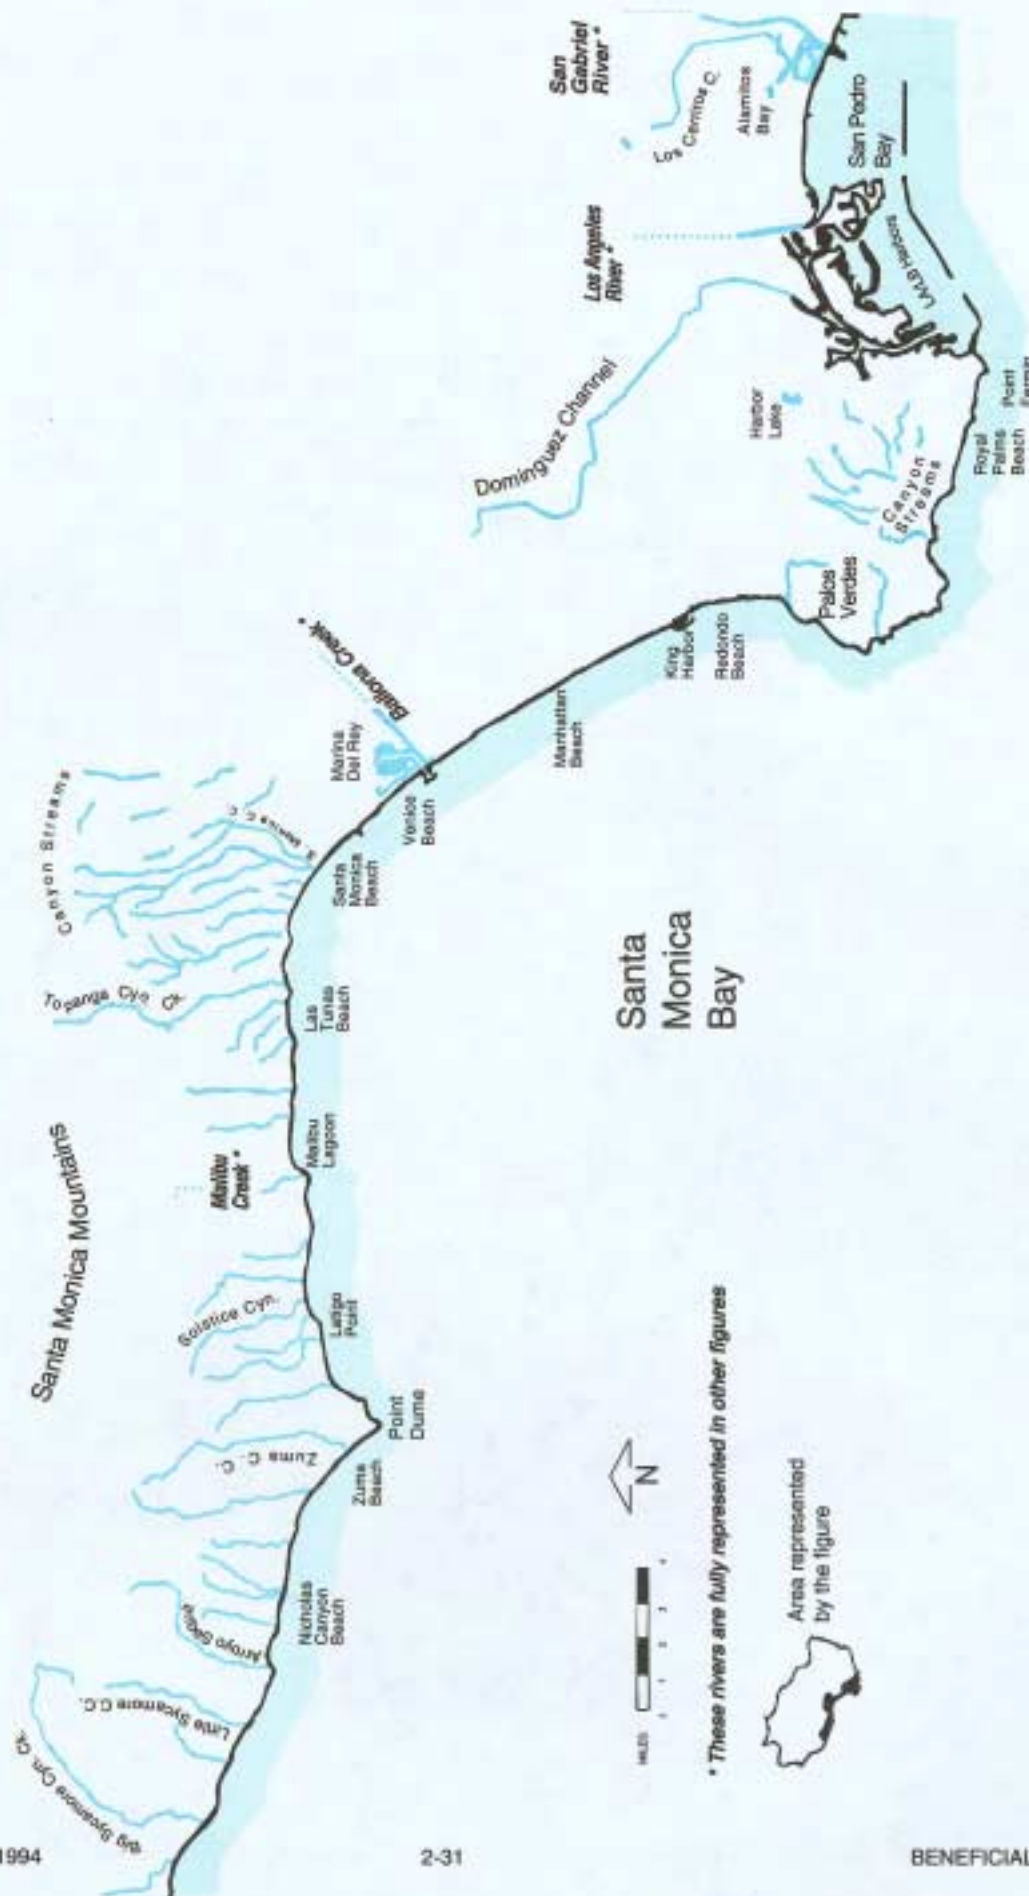 Santa Monica Mountains
Big Sycamore Cyn. Ck.
Little Sycamore C.C.
Arroyo
Nicholas
Canyon
Beach
Zuma C. C.
Zuma
Beach
Point
Dume
Solstice Cyn.
Latigo
Point
Malibu
Creek *
Malibu
Lagoon
Topanga Cyn Ck.
Las
Tunas
Beach
Canyon Streams
S. Monica C. C.
Santa
Monica
Beach
Venice
Beach
Marina
Del Rey
Ballona Creek *
Manhattan
Beach
King
Harbor
Redondo
Beach
Palos
Verdes
Canyon
Streams
Harbor
Lake
Dominguez Channel
Los Angeles
River *
San
Gabriel
River *
Los Cerritos C.
Alamitos
Bay
San Pedro
Bay
LA/LB Harbors
Royal
Palms
Beach
Point
Santa
Monica
Bay
N
MILES
* These rivers are fully represented in other figures
Area represented
by the figure
1994
2-31
BENEFICIAL